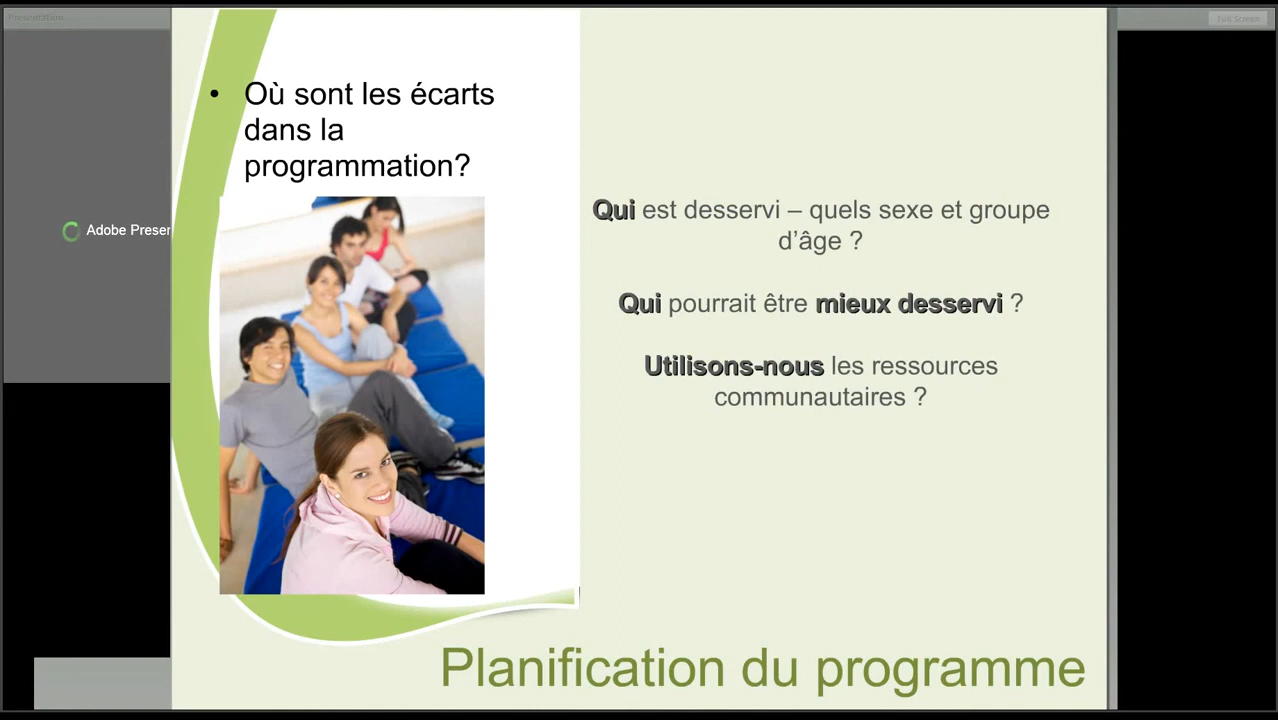 Presentation
Full Screen
• Où sont les écarts
dans la
programmation?
Adobe Preser
Qui est desservi – quels sexe et groupe
d’âge ?
Qui pourrait être mieux desservi ?
Utilisons-nous les ressources
communautaires ?
Planification du programme